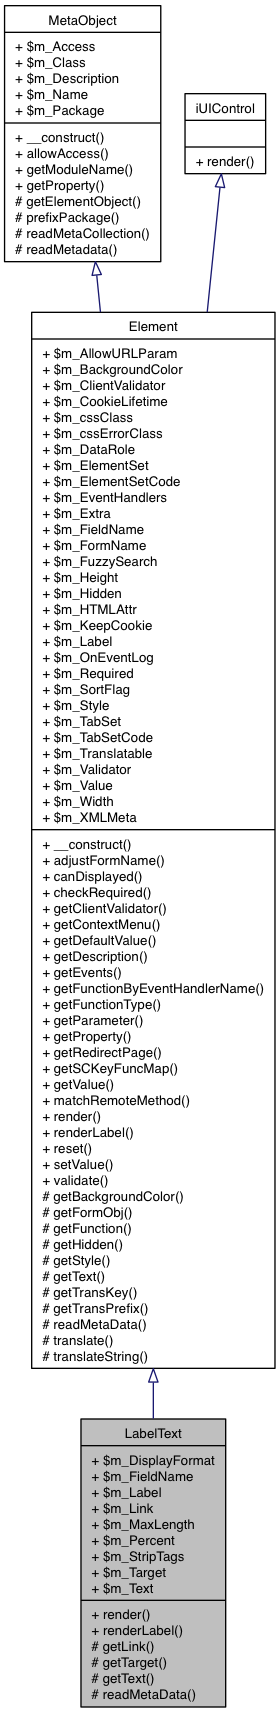 MetaObject
+ $m_Access
+ $m_Class
+ $m_Description
+ $m_Name
+ $m_Package
+ __construct()
+ allowAccess()
+ getModuleName()
+ getProperty()
# getElementObject()
# prefixPackage()
# readMetaCollection()
# readMetadata()
iUIControl
+ render()
Element
+ $m_AllowURLParam
+ $m_BackgroundColor
+ $m_ClientValidator
+ $m_CookieLifetime
+ $m_cssClass
+ $m_cssErrorClass
+ $m_DataRole
+ $m_ElementSet
+ $m_ElementSetCode
+ $m_EventHandlers
+ $m_Extra
+ $m_FieldName
+ $m_FormName
+ $m_FuzzySearch
+ $m_Height
+ $m_Hidden
+ $m_HTMLAttr
+ $m_KeepCookie
+ $m_Label
+ $m_OnEventLog
+ $m_Required
+ $m_SortFlag
+ $m_Style
+ $m_TabSet
+ $m_TabSetCode
+ $m_Translatable
+ $m_Validator
+ $m_Value
+ $m_Width
+ $m_XMLMeta
+ __construct()
+ adjustFormName()
+ canDisplayed()
+ checkRequired()
+ getClientValidator()
+ getContextMenu()
+ getDefaultValue()
+ getDescription()
+ getEvents()
+ getFunctionByEventHandlerName()
+ getFunctionType()
+ getParameter()
+ getProperty()
+ getRedirectPage()
+ getSCKeyFuncMap()
+ getValue()
+ matchRemoteMethod()
+ render()
+ renderLabel()
+ reset()
+ setValue()
+ validate()
# getBackgroundColor()
# getFormObj()
# getFunction()
# getHidden()
# getStyle()
# getText()
# getTransKey()
# getTransPrefix()
# readMetaData()
# translate()
# translateString()
LabelText
+ $m_DisplayFormat
+ $m_FieldName
+ $m_Label
+ $m_Link
+ $m_MaxLength
+ $m_Percent
+ $m_StripTags
+ $m_Target
+ $m_Text
+ render()
+ renderLabel()
# getLink()
# getTarget()
# getText()
# readMetaData()